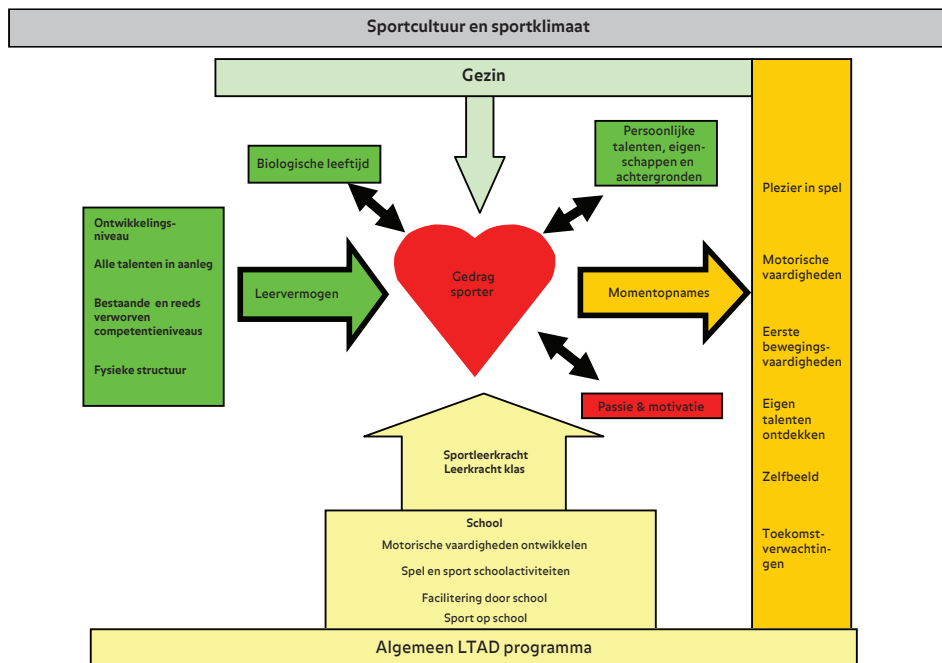 Sportcultuur en sportklimaat
Gezin
Biologische leeftijd
Persoonlijke
talenten, eigen-
schappen en
achtergronden
Ontwikkelings-
niveau
Alle talenten in aanleg
Bestaande en reeds
verworven
competentieniveaus
Fysieke structuur
Leervermogen
Gedrag
sporter
Momentopnames
Passie & motivatie
Plezier in spel
Motorische
vaardigheden
Eerste
bewegings-
vaardigheden
Eigen
talenten
ontdekken
Zelfbeeld
Toekomst-
verwachtin-
gen
Sportleerkracht
Leerkracht klas
School
Motorische vaardigheden ontwikkelen
Spel en sport schoolactiviteiten
Facilitering door school
Sport op school
Algemeen LTAD programma